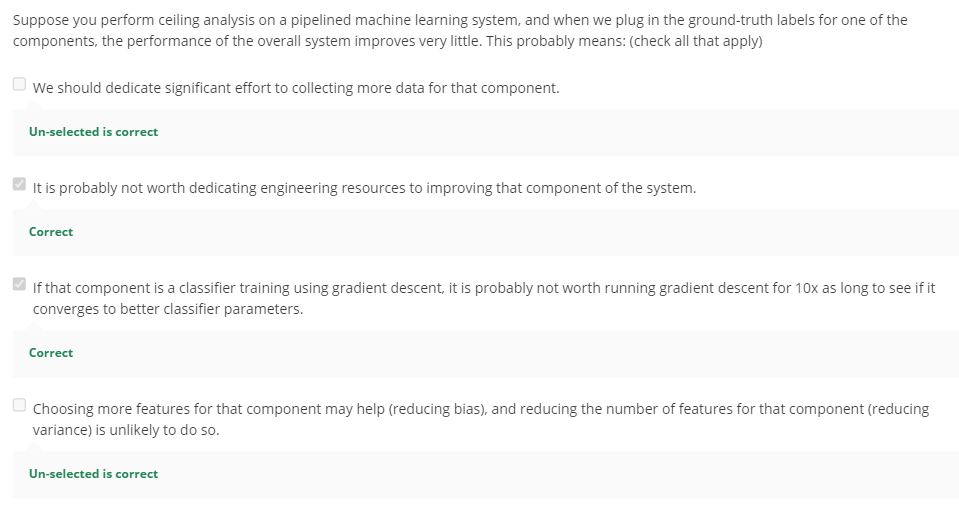 Suppose you perform ceiling analysis on a pipelined machine learning system, and when we plug in the ground-truth labels for one of the
components, the performance of the overall system improves very little. This probably means: (check all that apply)
We should dedicate significant effort to collecting more data for that component.
Un-selected is correct
It is probably not worth dedicating engineering resources to improving that component of the system.
Correct
If that component is a classifier training using gradient descent, it is probably not worth running gradient descent for 10x as long to see if it
converges to better classifier parameters.
Correct
Choosing more features for that component may help (reducing bias), and reducing the number of features for that component (reducing
variance) is unlikely to do so.
Un-selected is correct